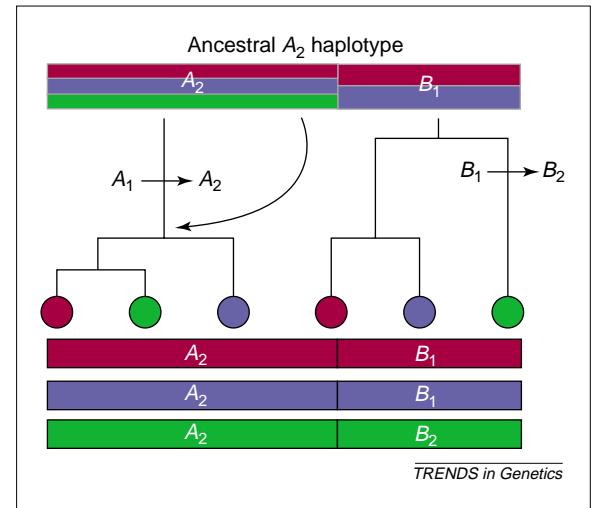 Ancestral A₂ haplotype
A₂ B₁
A₁ → A₂
B₁ → B₂
A₂ B₁
A₂ B₁
A₂ B₂
TRENDS in Genetics